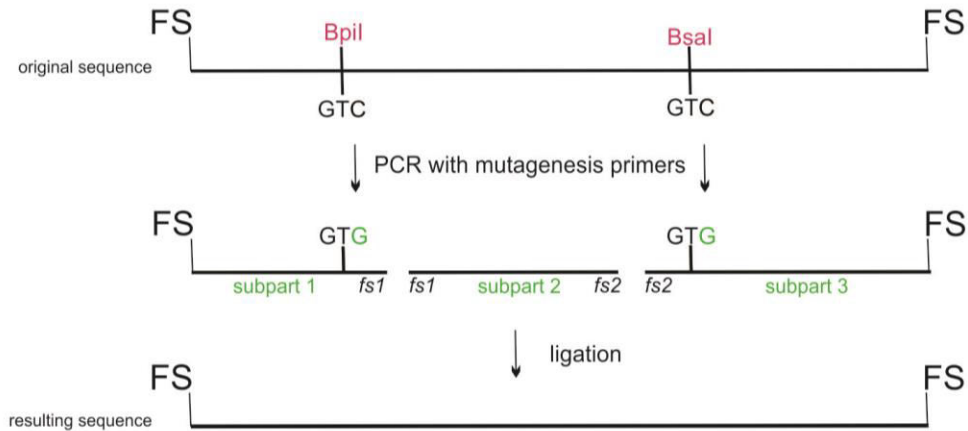 FS FS
BpiI BsaI
original sequence
GTC GTC
PCR with mutagenesis primers
FS FS
GTG GTG
subpart 1 fs1 fs1 subpart 2 fs2 fs2 subpart 3
ligation
FS FS
resulting sequence